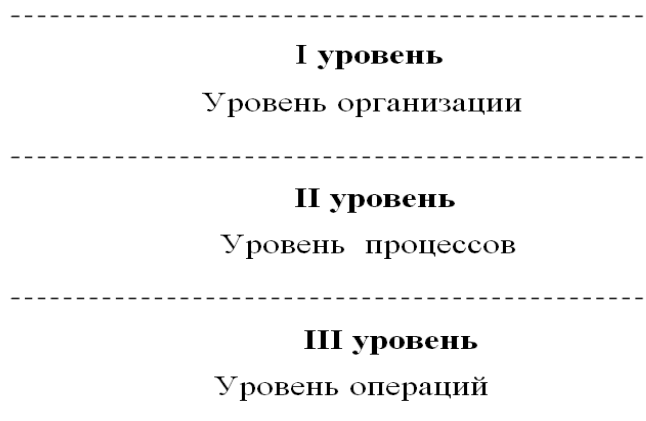 I уровень
Уровень организации
II уровень
Уровень процессов
III уровень
Уровень операций